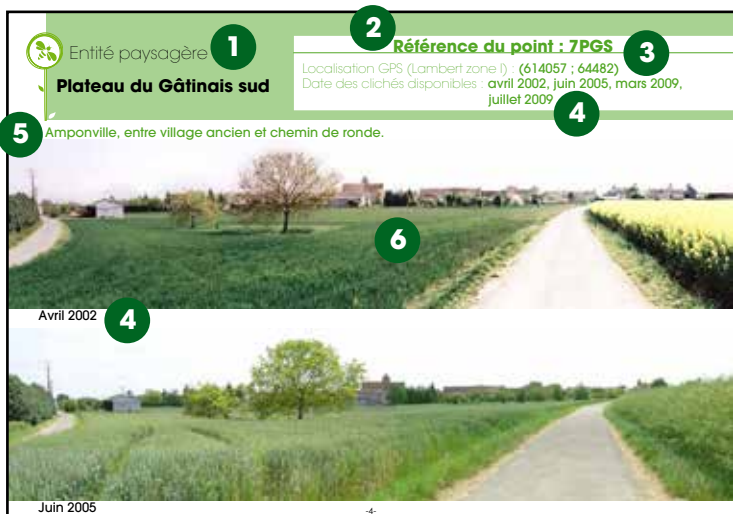 Entité paysagère 1
Plateau du Gâtinais sud
2 Référence du point : 7PGS 3
Localisation GPS (Lambert zone I) : (614057 ; 64482)
Date des clichés disponibles : avril 2002, juin 2005, mars 2009,
juillet 2009 4
5 Amponville, entre village ancien et chemin de ronde.
6
Avril 2002 4
Juin 2005
-4-